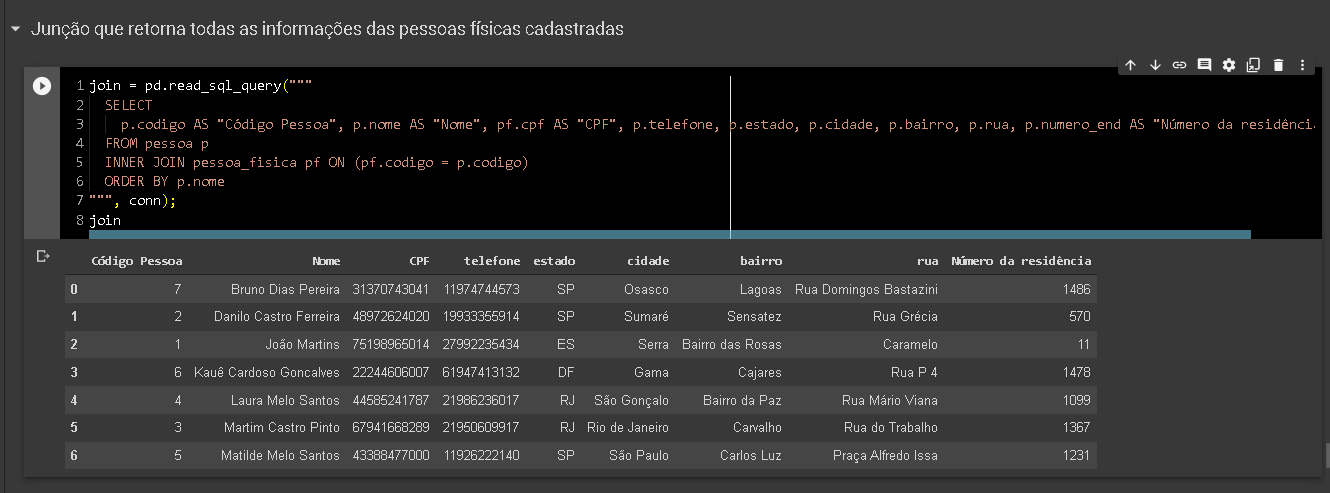 Junção que retorna todas as informações das pessoas físicas cadastradas
1 join = pd.read_sql_query("""
2 SELECT
3 p.codigo AS "Código Pessoa", p.nome AS "Nome", pf.cpf AS "CPF", p.telefone, p.estado, p.cidade, p.bairro, p.rua, p.numero_end AS "Número da residênci
4 FROM pessoa p
5 INNER JOIN pessoa_fisica pf ON (pf.codigo = p.codigo)
6 ORDER BY p.nome
7 """, conn);
8 join
Código Pessoa Nome CPF telefone estado cidade bairro rua Número da residência
0 7 Bruno Dias Pereira 31370743041 11974744573 SP Osasco Lagoas Rua Domingos Bastazini 1486
1 2 Danilo Castro Ferreira 48972624020 19933355914 SP Sumaré Sensatez Rua Grécia 570
2 1 João Martins 75198965014 27992235434 ES Serra Bairro das Rosas Caramelo 11
3 6 Kauê Cardoso Goncalves 22244606007 61947413132 DF Gama Cajares Rua P 4 1478
4 4 Laura Melo Santos 44585241787 21986236017 RJ São Gonçalo Bairro da Paz Rua Mário Viana 1099
5 3 Martim Castro Pinto 67941668289 21950609917 RJ Rio de Janeiro Carvalho Rua do Trabalho 1367
6 5 Matilde Melo Santos 43388477000 11926222140 SP São Paulo Carlos Luz Praça Alfredo Issa 1231